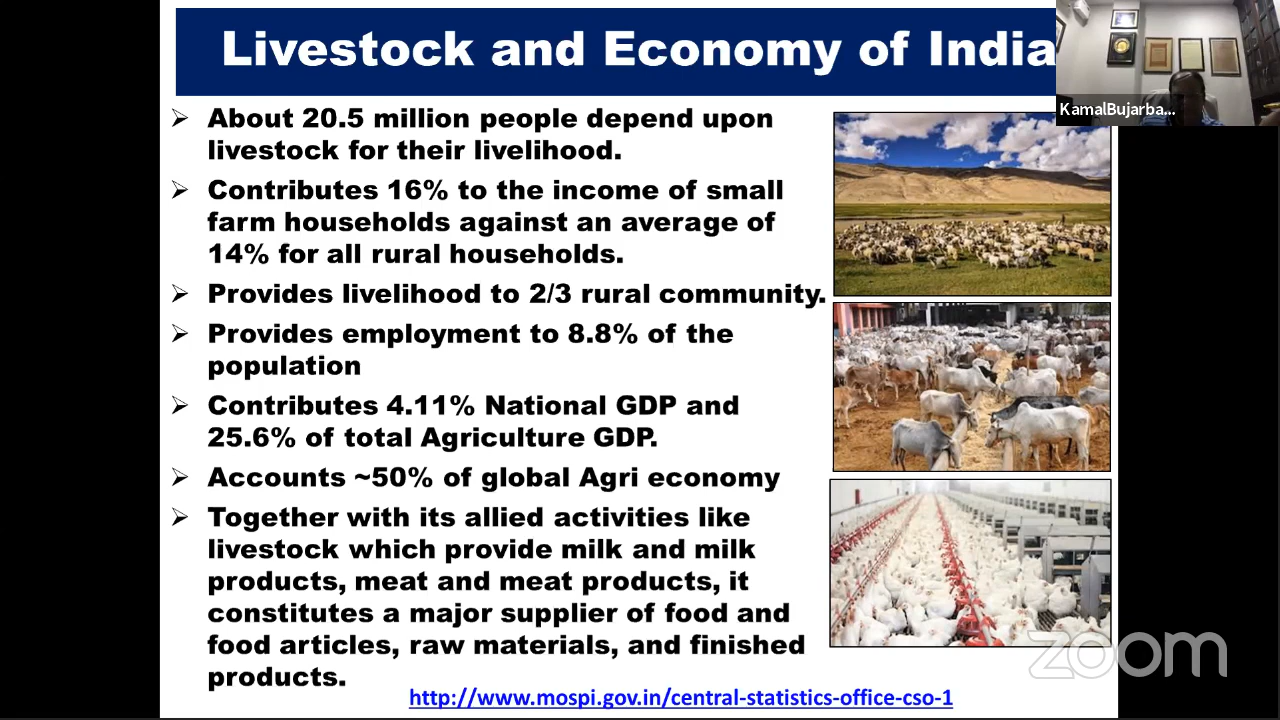 Livestock and Economy of India
KamalBujarba...
➢ About 20.5 million people depend upon
livestock for their livelihood.
➢ Contributes 16% to the income of small
farm households against an average of
14% for all rural households.
➢ Provides livelihood to 2/3 rural community.
➢ Provides employment to 8.8% of the
population
➢ Contributes 4.11% National GDP and
25.6% of total Agriculture GDP.
➢ Accounts ~50% of global Agri economy
➢ Together with its allied activities like
livestock which provide milk and milk
products, meat and meat products, it
constitutes a major supplier of food and
food articles, raw materials, and finished
products.
zoom
http://www.mospi.gov.in/central-statistics-office-cso-1